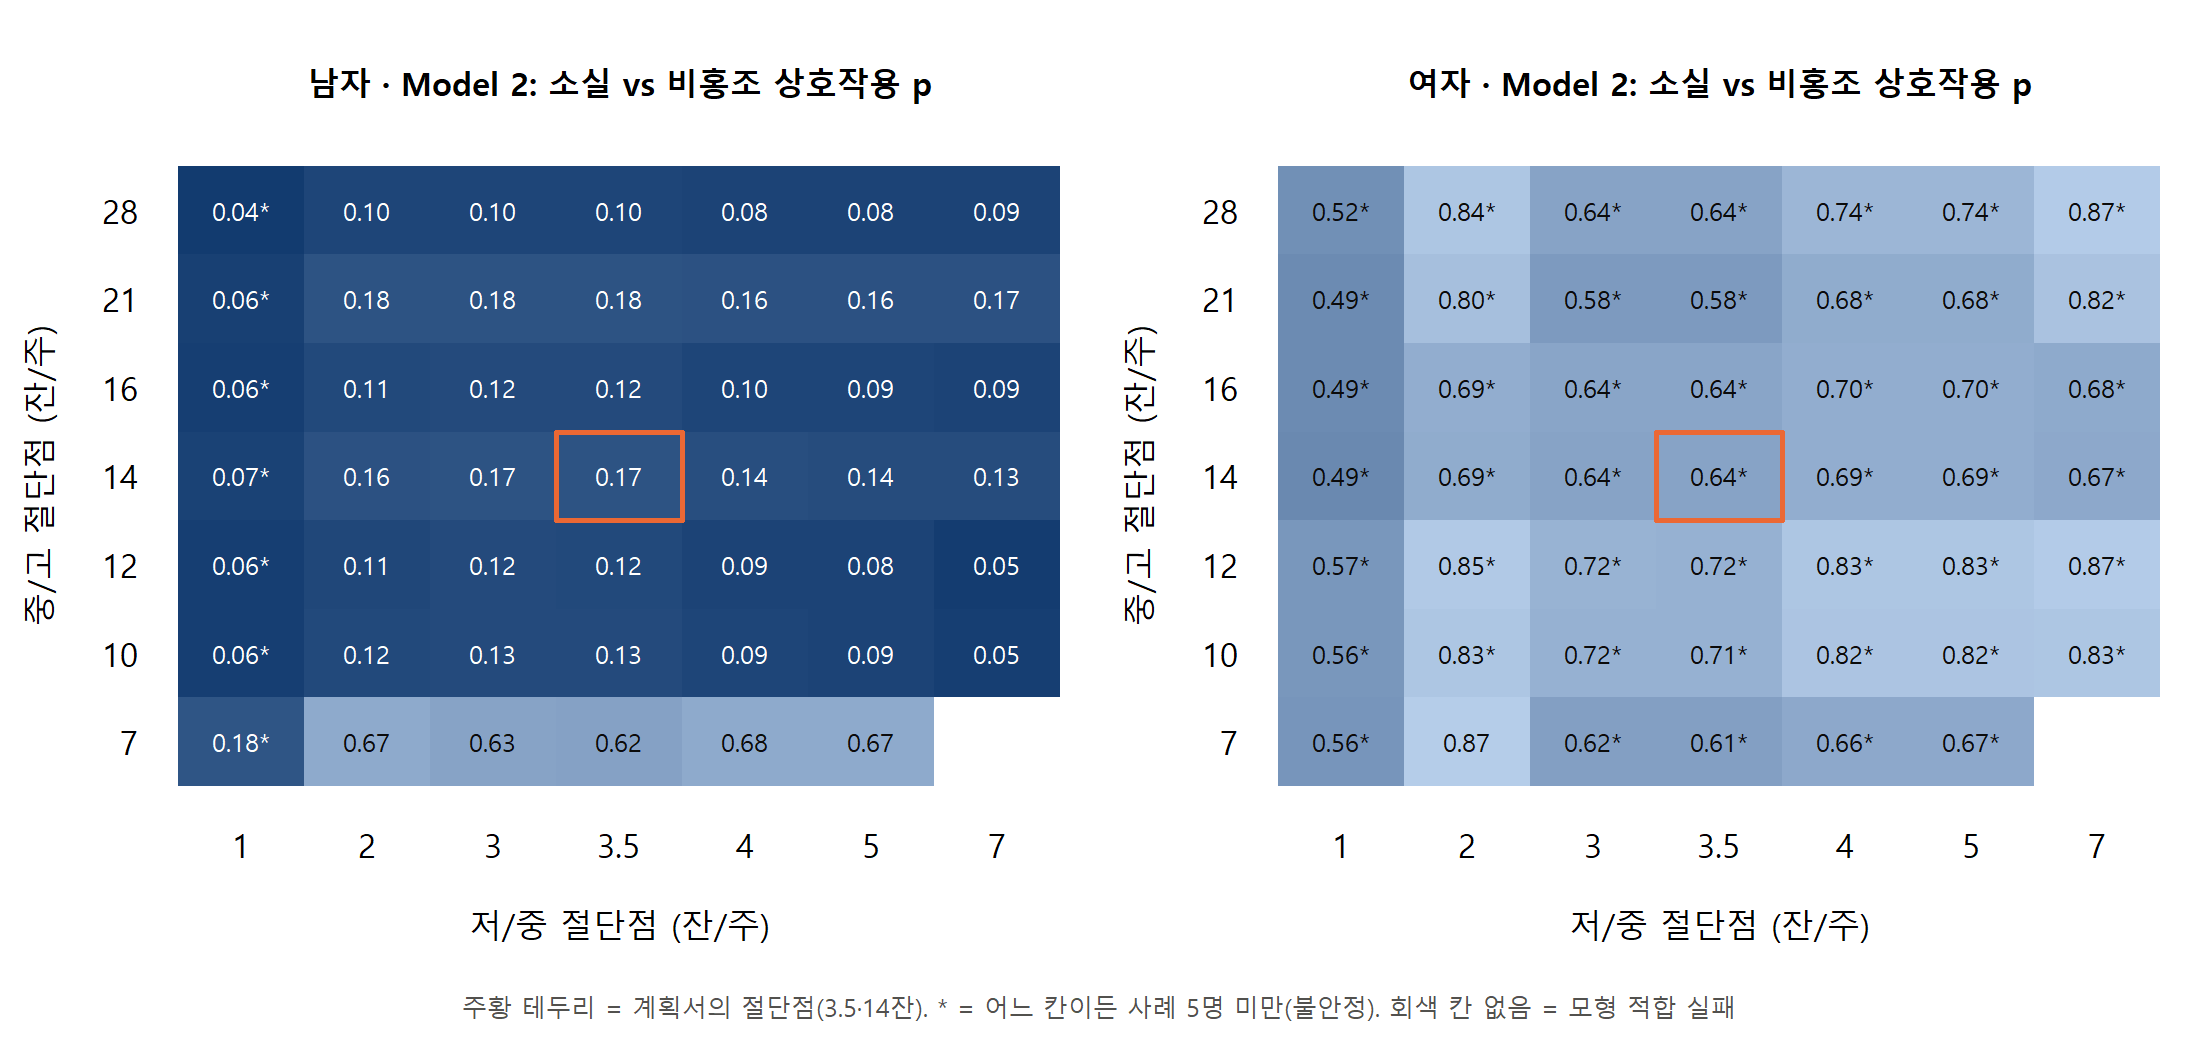 남자 · Model 2: 소실 vs 비홍조 상호작용 p
중/고 절단점 (잔/주)
28 0.04* 0.10 0.10 0.10 0.08 0.08 0.09
21 0.06* 0.18 0.18 0.18 0.16 0.16 0.17
16 0.06* 0.11 0.12 0.12 0.10 0.09 0.09
14 0.07* 0.16 0.17 0.17 0.14 0.14 0.13
12 0.06* 0.11 0.12 0.12 0.09 0.08 0.05
10 0.06* 0.12 0.13 0.13 0.09 0.09 0.05
7 0.18* 0.67 0.63 0.62 0.68 0.67
1 2 3 3.5 4 5 7
저/중 절단점 (잔/주)
여자 · Model 2: 소실 vs 비홍조 상호작용 p
중/고 절단점 (잔/주)
28 0.52* 0.84* 0.64* 0.64* 0.74* 0.74* 0.87*
21 0.49* 0.80* 0.58* 0.58* 0.68* 0.68* 0.82*
16 0.49* 0.69* 0.64* 0.64* 0.70* 0.70* 0.68*
14 0.49* 0.69* 0.64* 0.64* 0.69* 0.69* 0.67*
12 0.57* 0.85* 0.72* 0.72* 0.83* 0.83* 0.87*
10 0.56* 0.83* 0.72* 0.71* 0.82* 0.82* 0.83*
7 0.56* 0.87 0.62* 0.61* 0.66* 0.67*
1 2 3 3.5 4 5 7
저/중 절단점 (잔/주)
주황 테두리 = 계획서의 절단점(3.5·14잔). * = 어느 칸이든 사례 5명 미만(불안정). 회색 칸 없음 = 모형 적합 실패